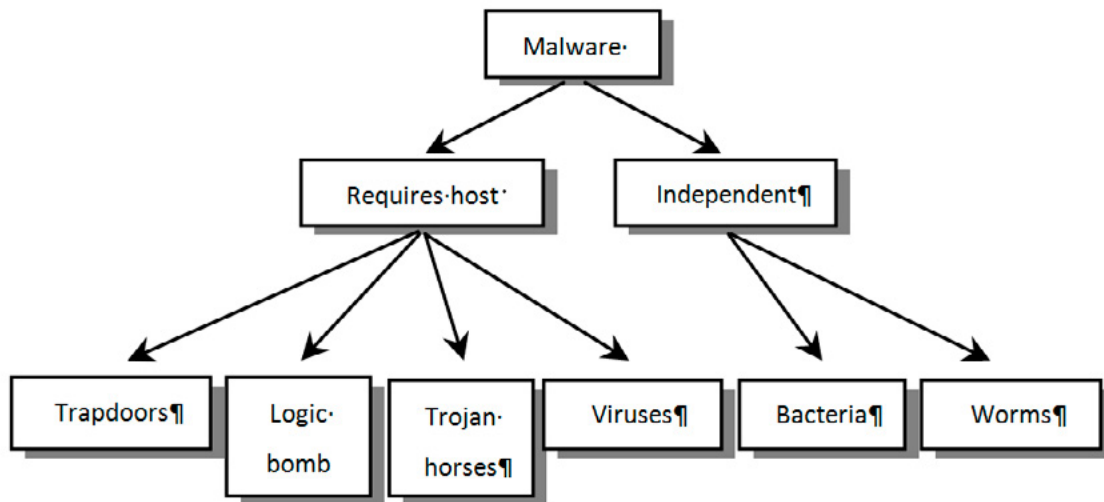 Malware·
Requires·host·
Independent¶
Trapdoors¶
Logic·
bomb
Trojan·
horses¶
Viruses¶
Bacteria¶
Worms¶